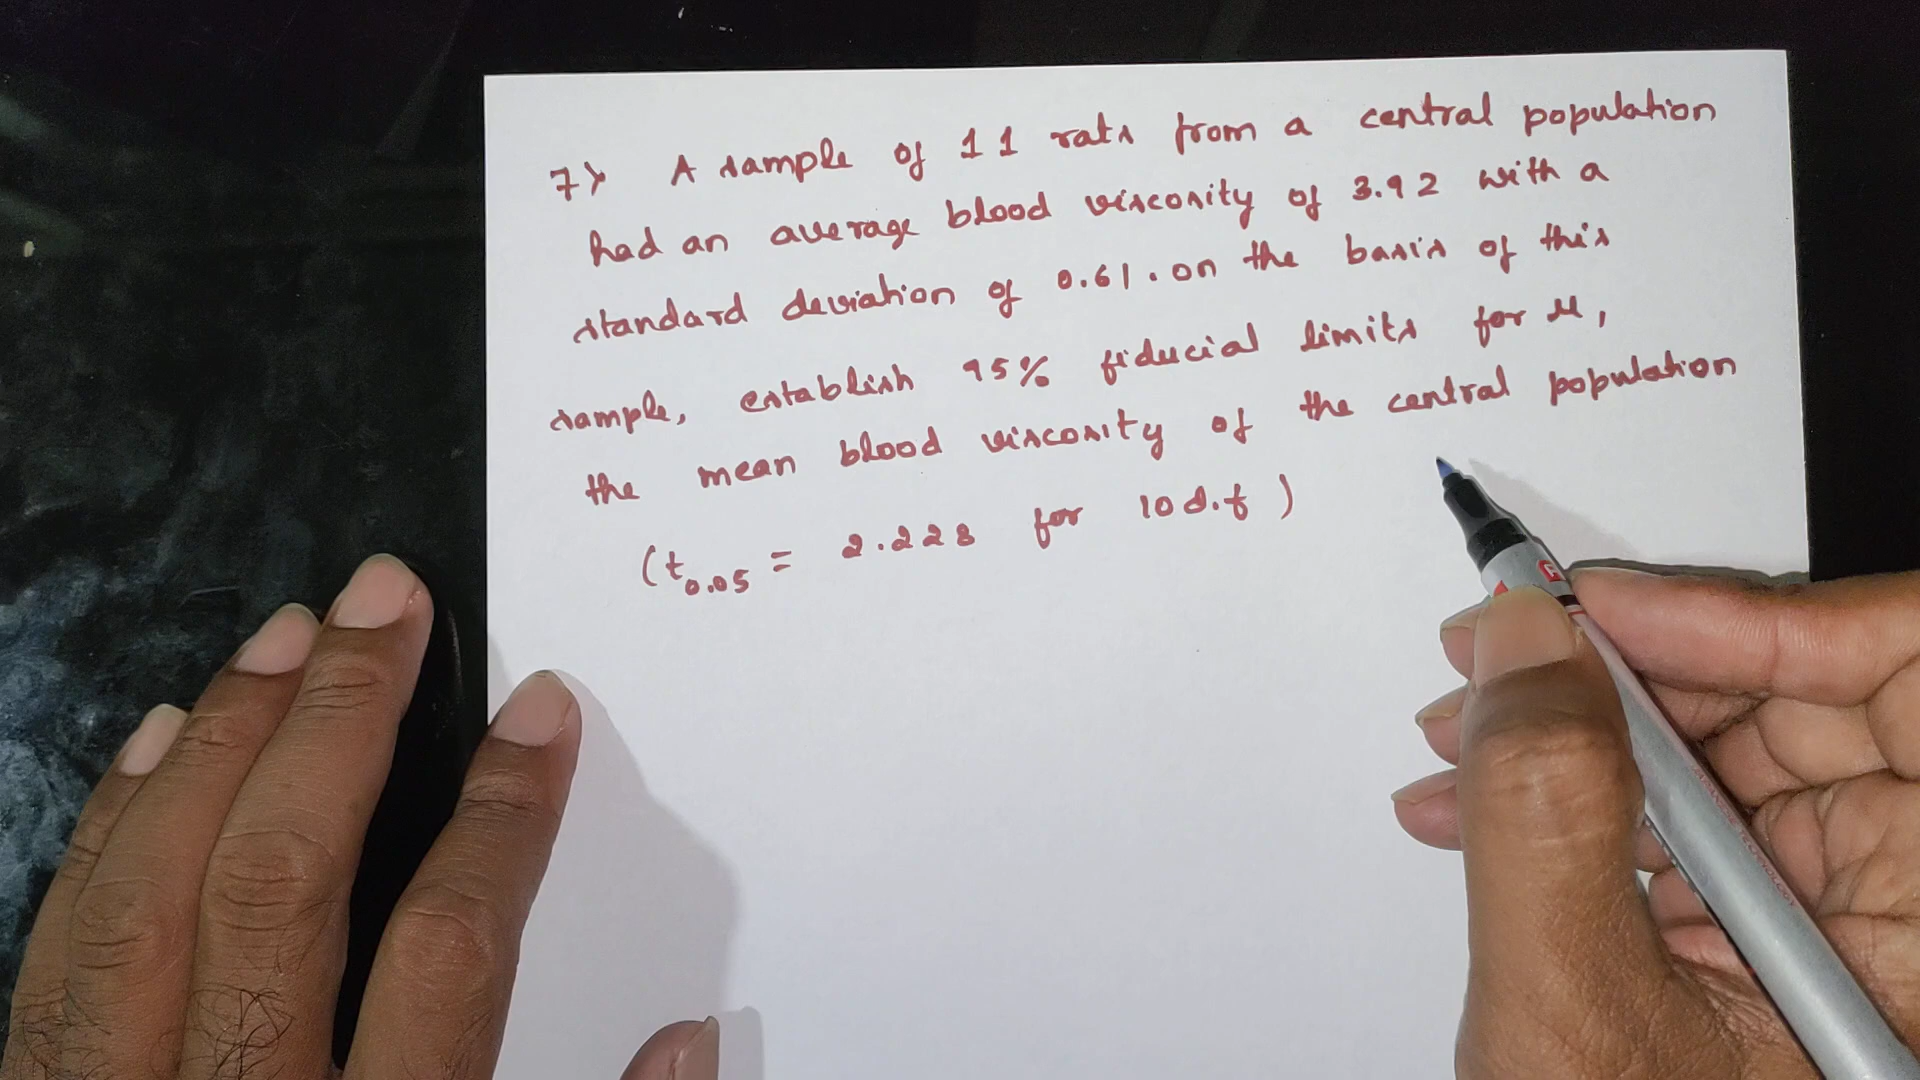 7) A sample of 11 rats from a central population
had an average blood viscosity of 3.92 with a
standard deviation of 0.61. on the basis of this
sample, establish 95% fiducial limits for μ,
the mean blood viscosity of the central population
(t0.05 = 2.228 for 10 d.f)